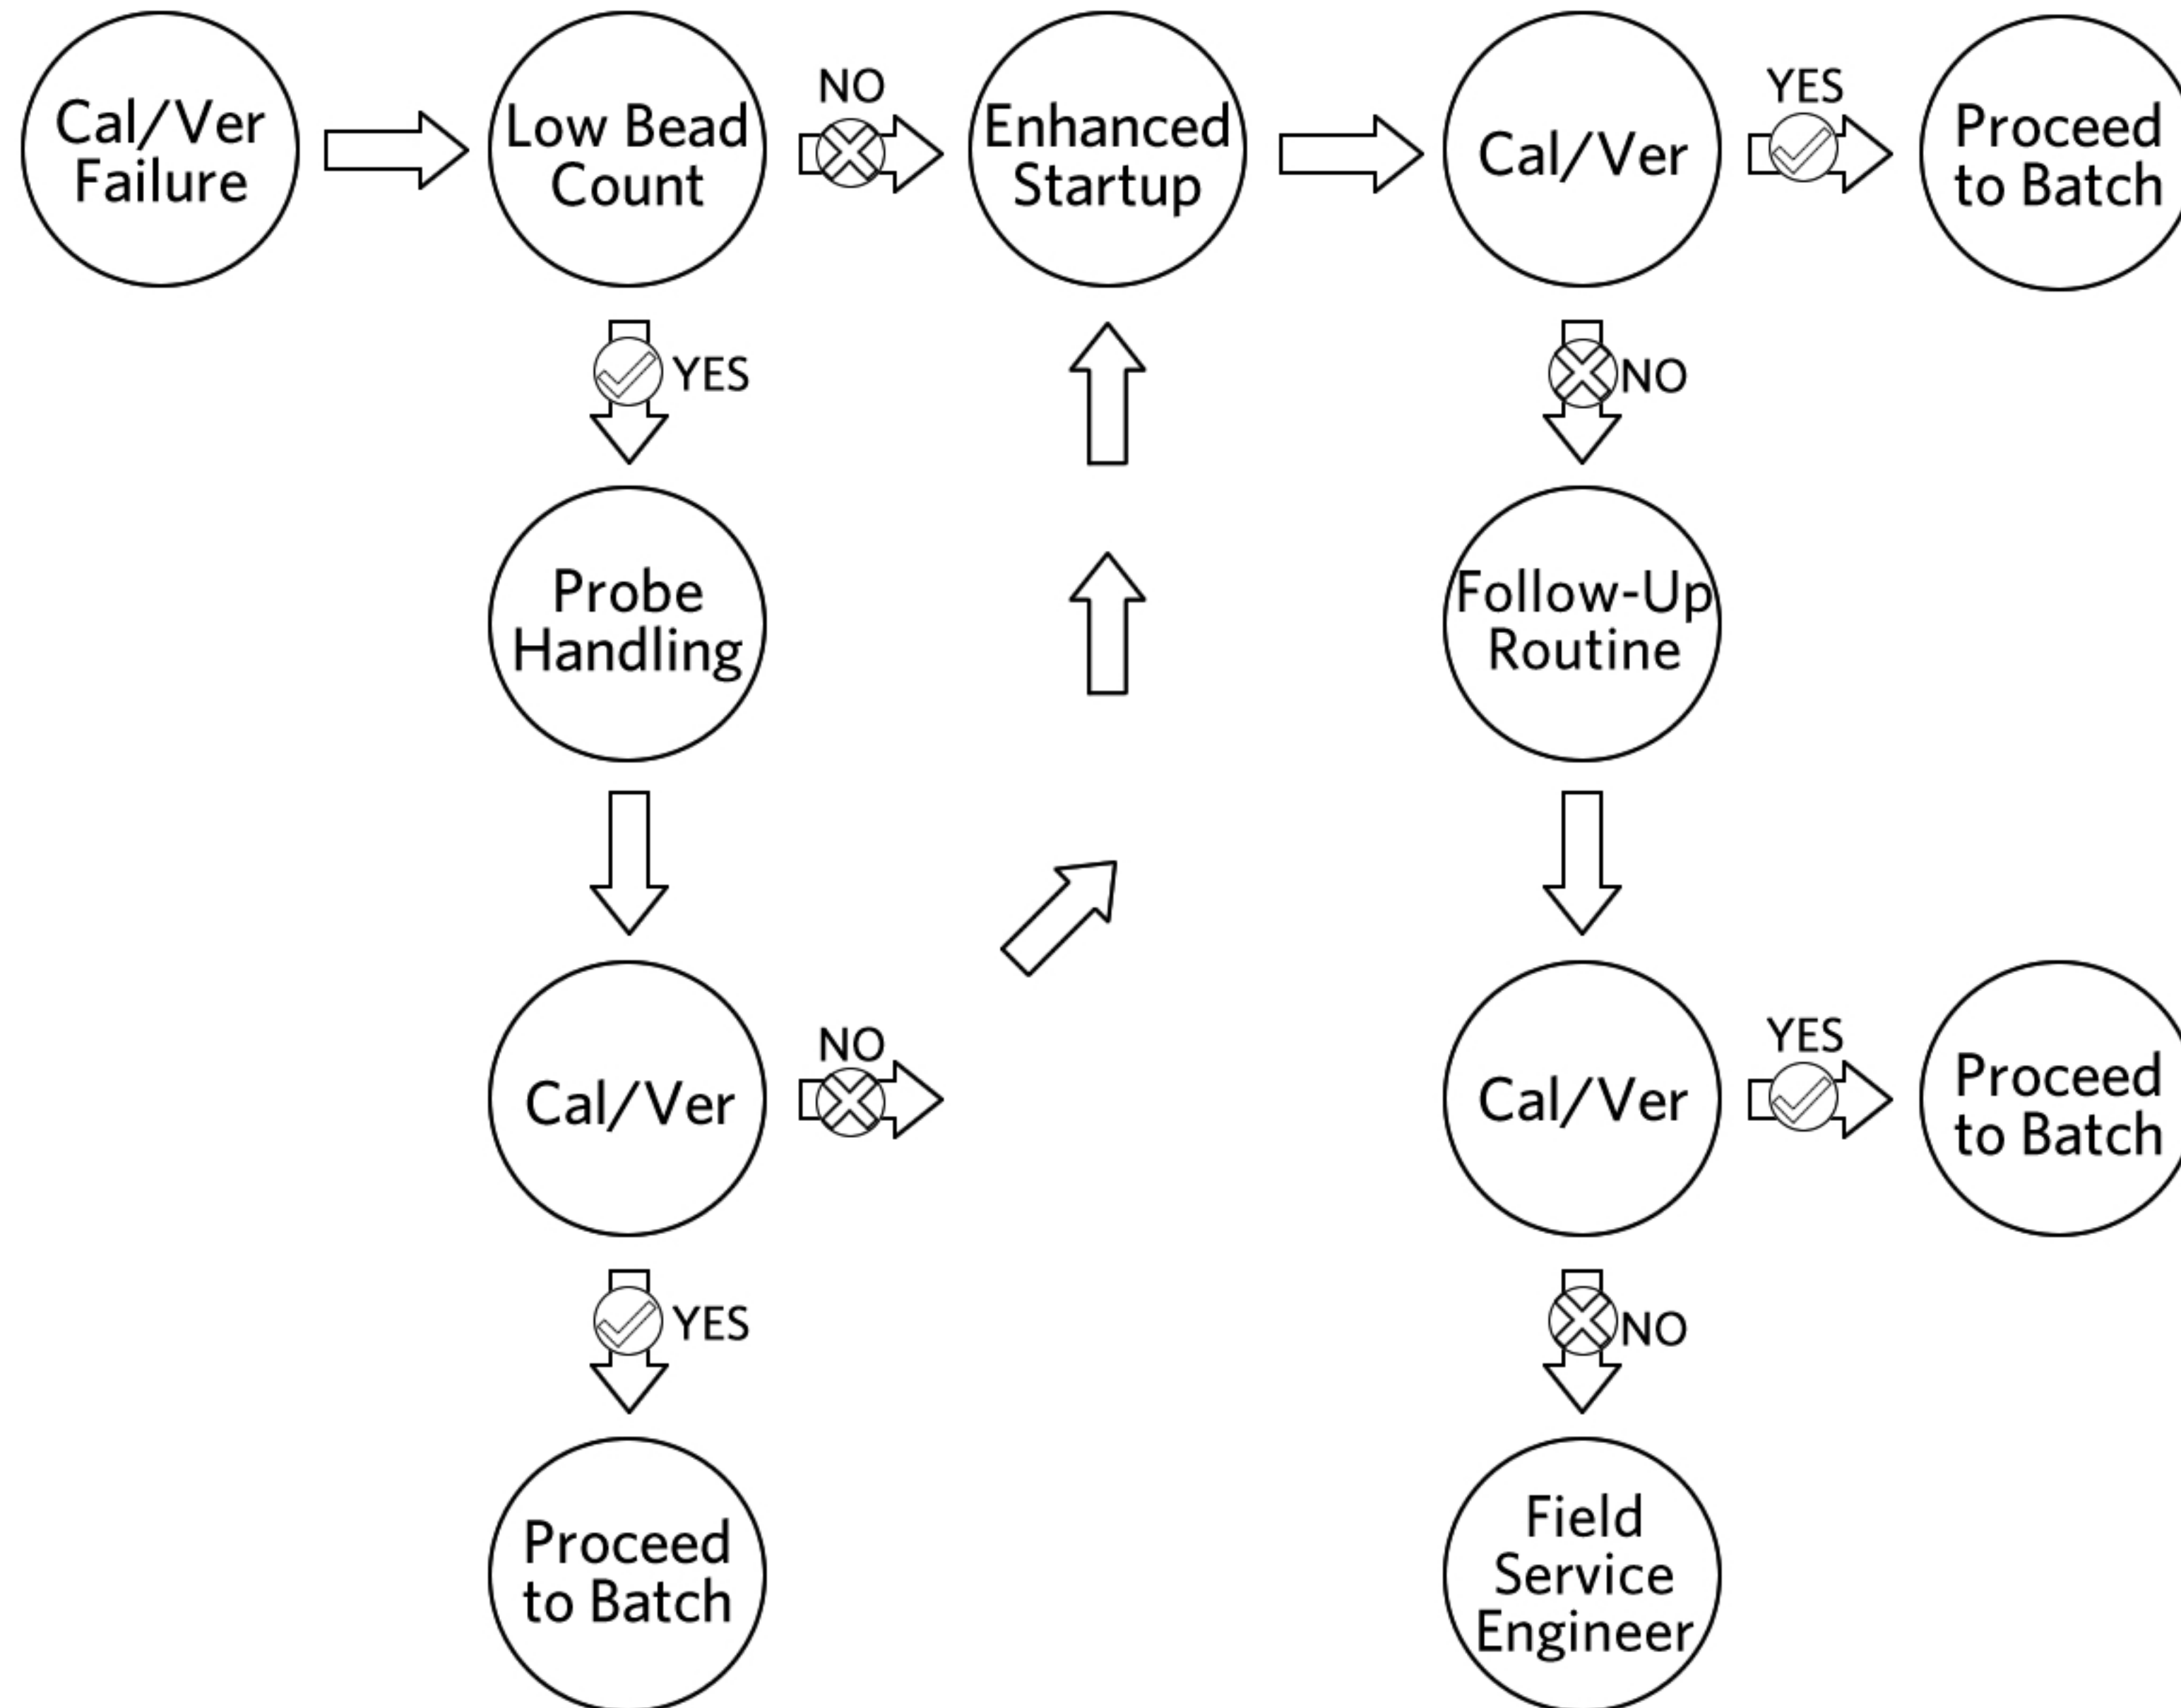 Cal/Ver
Failure
Low Bead
Count
NO
Enhanced
Startup
Cal/Ver
YES
Proceed
to Batch
YES
NO
Probe
Handling
Follow-Up
Routine
Cal/Ver
NO
Cal/Ver
YES
Proceed
to Batch
YES
NO
Proceed
to Batch
Field
Service
Engineer